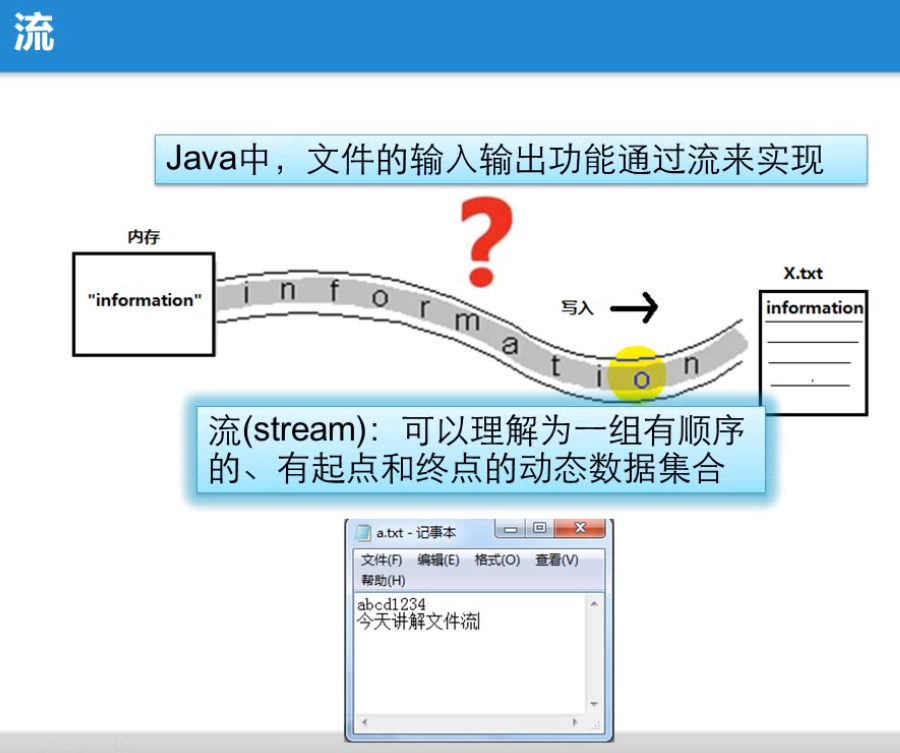 流
Java中，文件的输入输出功能通过流来实现
内存
"information"
information
?
写入
X.txt
information
流(stream)：可以理解为一组有顺序
的、有起点和终点的动态数据集合
a.txt - 记事本
文件(F) 编辑(E) 格式(O) 查看(V)
帮助(H)
abcd1234
今天讲解文件流